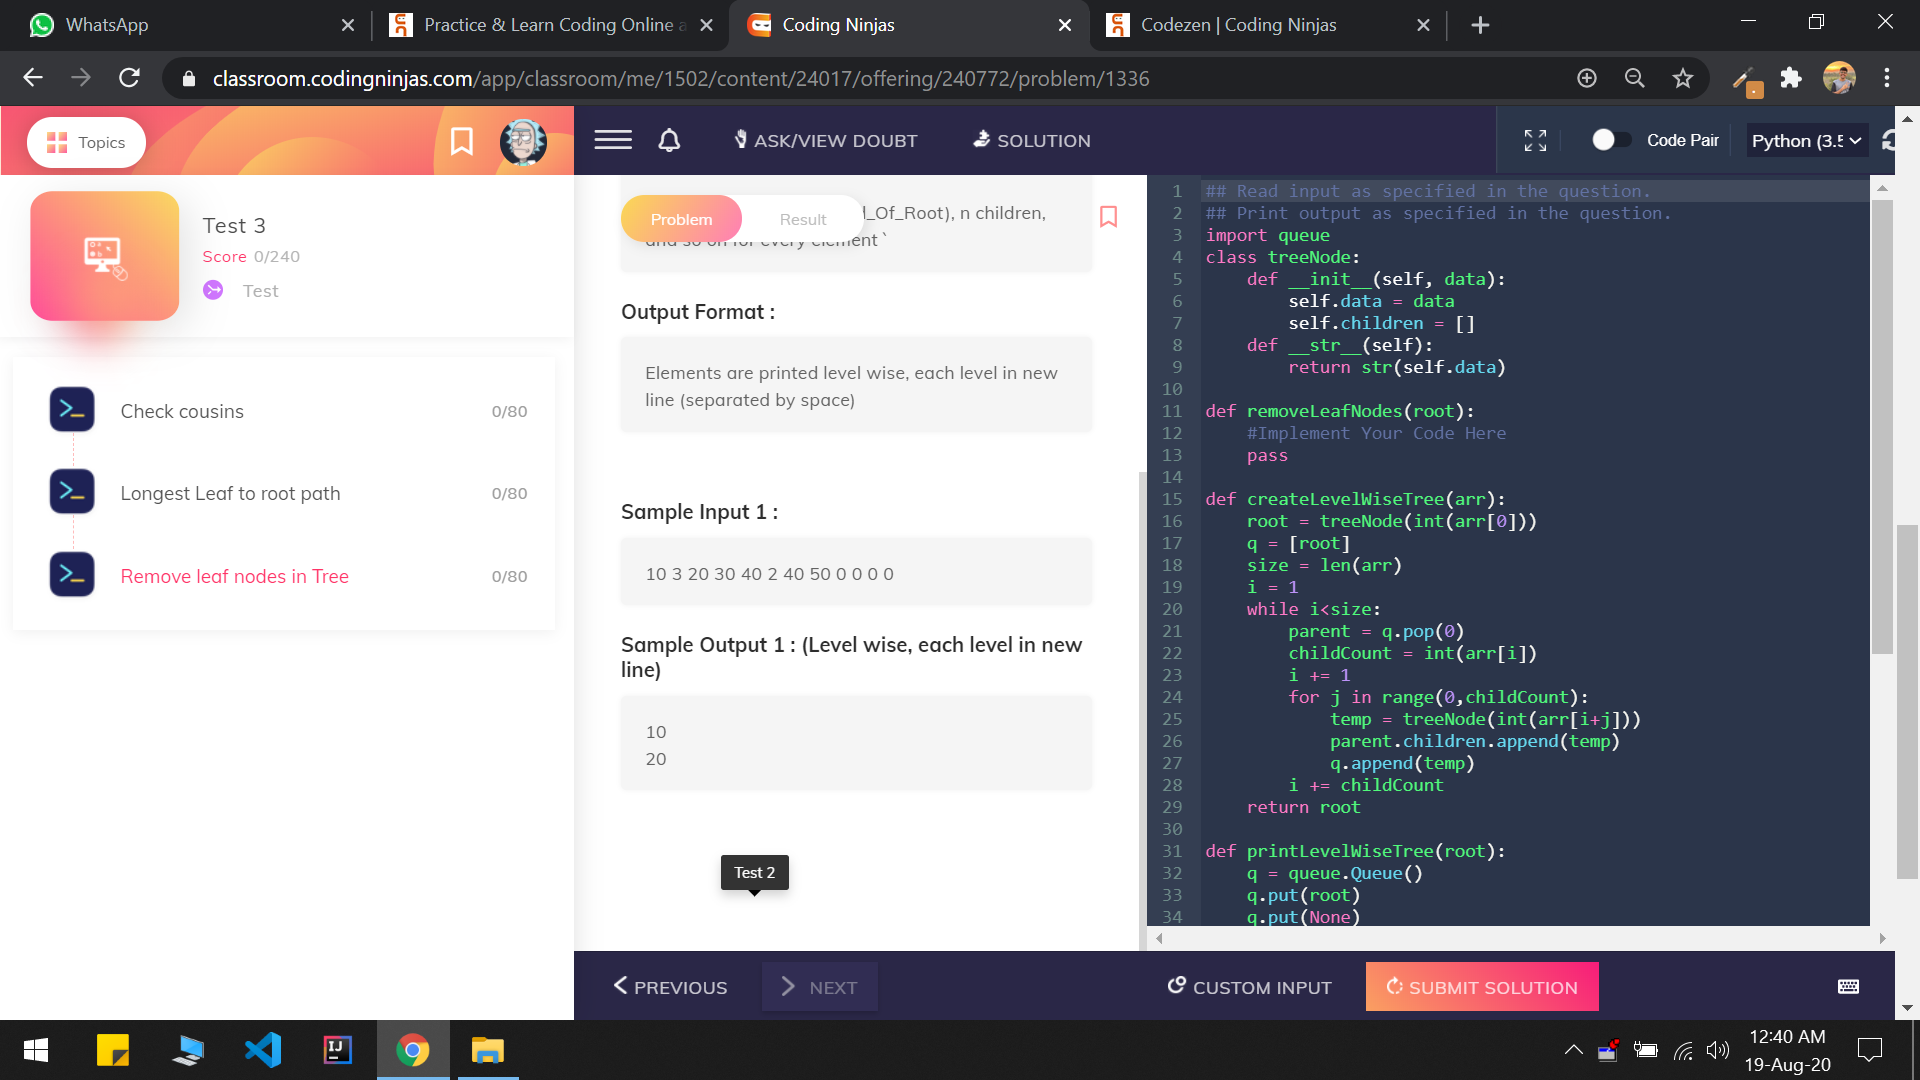 WhatsApp
Practice & Learn Coding Online a
Coding Ninjas
Codezen | Coding Ninjas
classroom.codingninjas.com/app/classroom/me/1502/content/24017/offering/240772/problem/1336
Topics
ASK/VIEW DOUBT
SOLUTION
Code Pair
Python (3.5
Test 3
Score 0/240
Test
Check cousins 0/80
Longest Leaf to root path 0/80
Remove leaf nodes in Tree 0/80
Problem
Result
_Of_Root), n children,
and so on for every element `
Output Format :
Elements are printed level wise, each level in new
line (separated by space)
Sample Input 1 :
10 3 20 30 40 2 40 50 0 0 0 0
Sample Output 1 : (Level wise, each level in new
line)
10
20
Test 2
1 ## Read input as specified in the question.
2 ## Print output as specified in the question.
3 import queue
4 class treeNode:
5 def __init__(self, data):
6 self.data = data
7 self.children = []
8 def __str__(self):
9 return str(self.data)
10
11 def removeLeafNodes(root):
12 #Implement Your Code Here
13 pass
14
15 def createLevelWiseTree(arr):
16 root = treeNode(int(arr[0]))
17 q = [root]
18 size = len(arr)
19 i = 1
20 while i<size:
21 parent = q.pop(0)
22 childCount = int(arr[i])
23 i += 1
24 for j in range(0,childCount):
25 temp = treeNode(int(arr[i+j]))
26 parent.children.append(temp)
27 q.append(temp)
28 i += childCount
29 return root
30
31 def printLevelWiseTree(root):
32 q = queue.Queue()
33 q.put(root)
34 q.put(None)
PREVIOUS
NEXT
CUSTOM INPUT
SUBMIT SOLUTION
IJ
12:40 AM
19-Aug-20